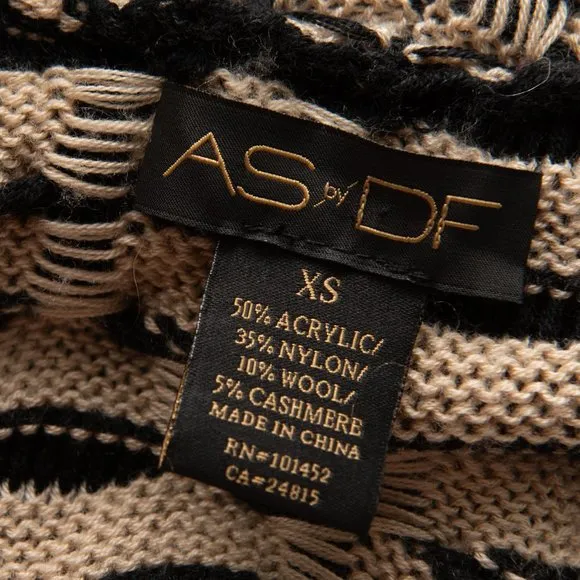 AS by DF
XS
50% ACRYLIC/
35% NYLON/
10% WOOL/
5% CASHMERE
MADE IN CHINA
RN#101452
CA#24815